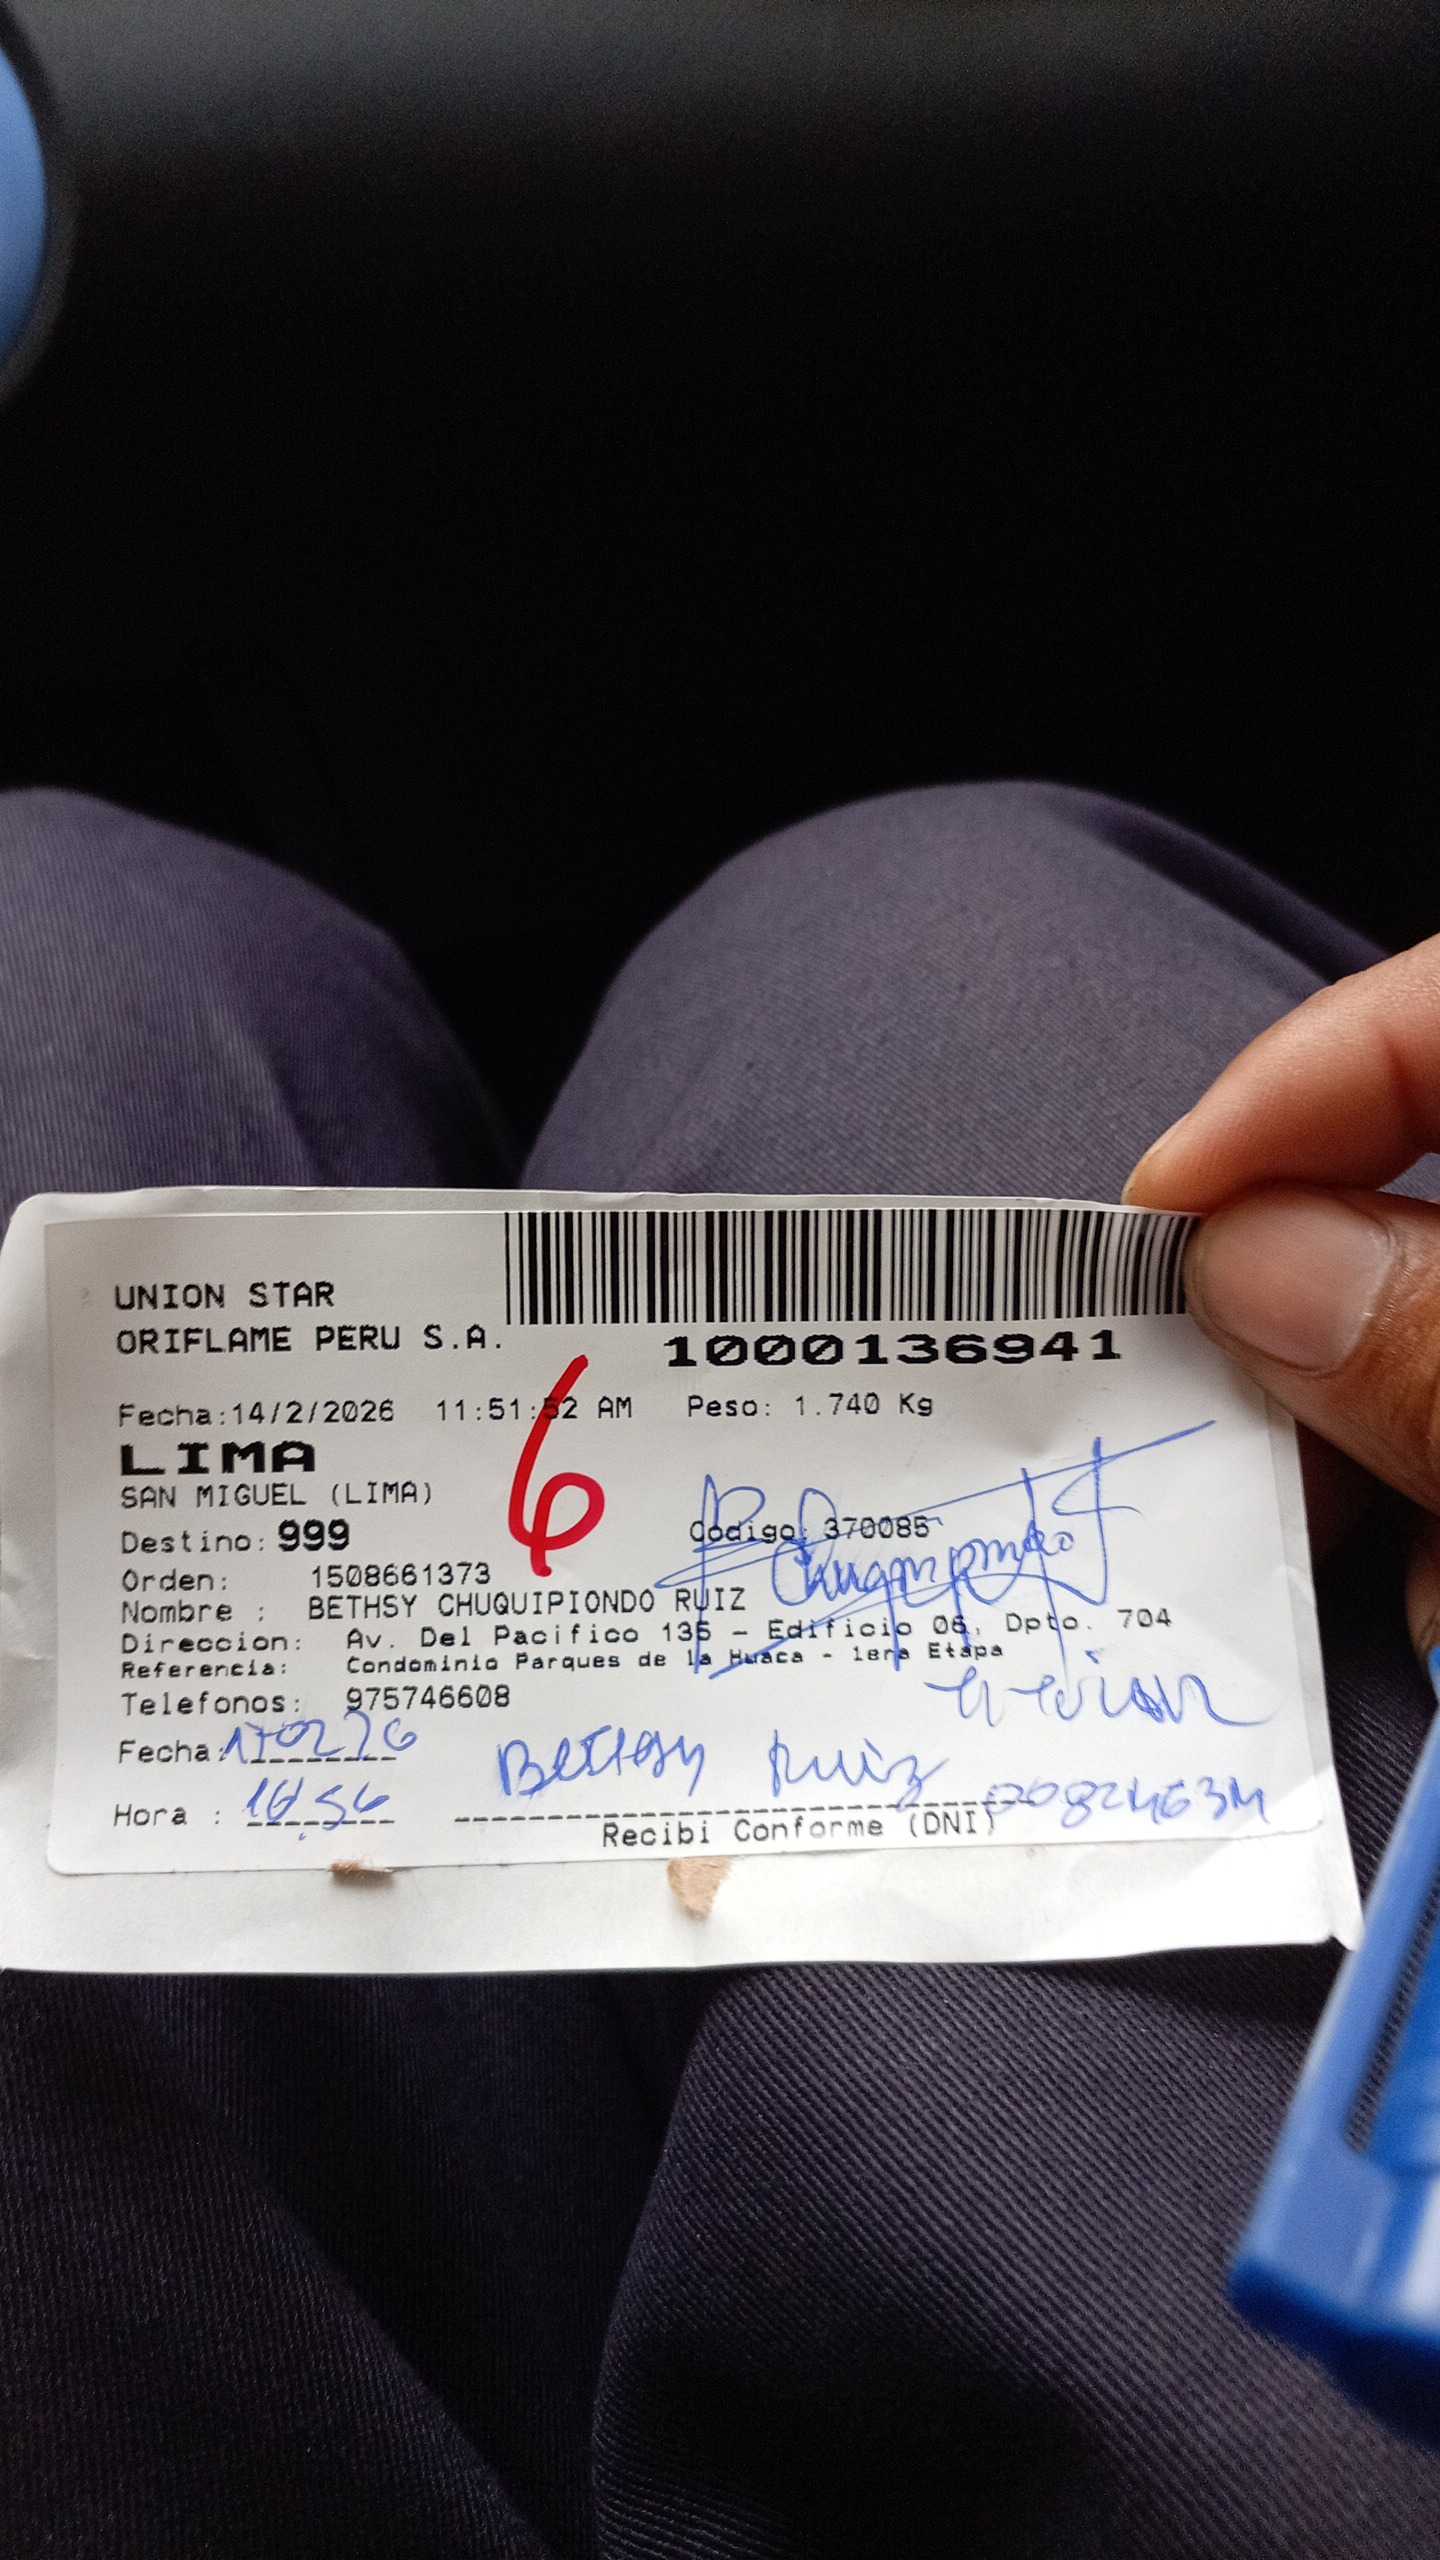 UNION STAR
ORIFLAME PERU S.A.
1000136941
Fecha:14/2/2026 11:51:52 AM Peso: 1.740 Kg
6
LIMA
SAN MIGUEL (LIMA)
Destino: 999 Codigo: 370085
Orden: 1508661373
Nombre : BETHSY CHUQUIPIONDO RUIZ
Direccion: Av. Del Pacifico 135 - Edificio 06, Dpto. 704
Referencia: Condominio Parques de la Huaca - 1era Etapa
Telefonos: 975746608
Fecha:
Bethsy Ruiz
Hora : 16:56
Recibi Conforme (DNI)